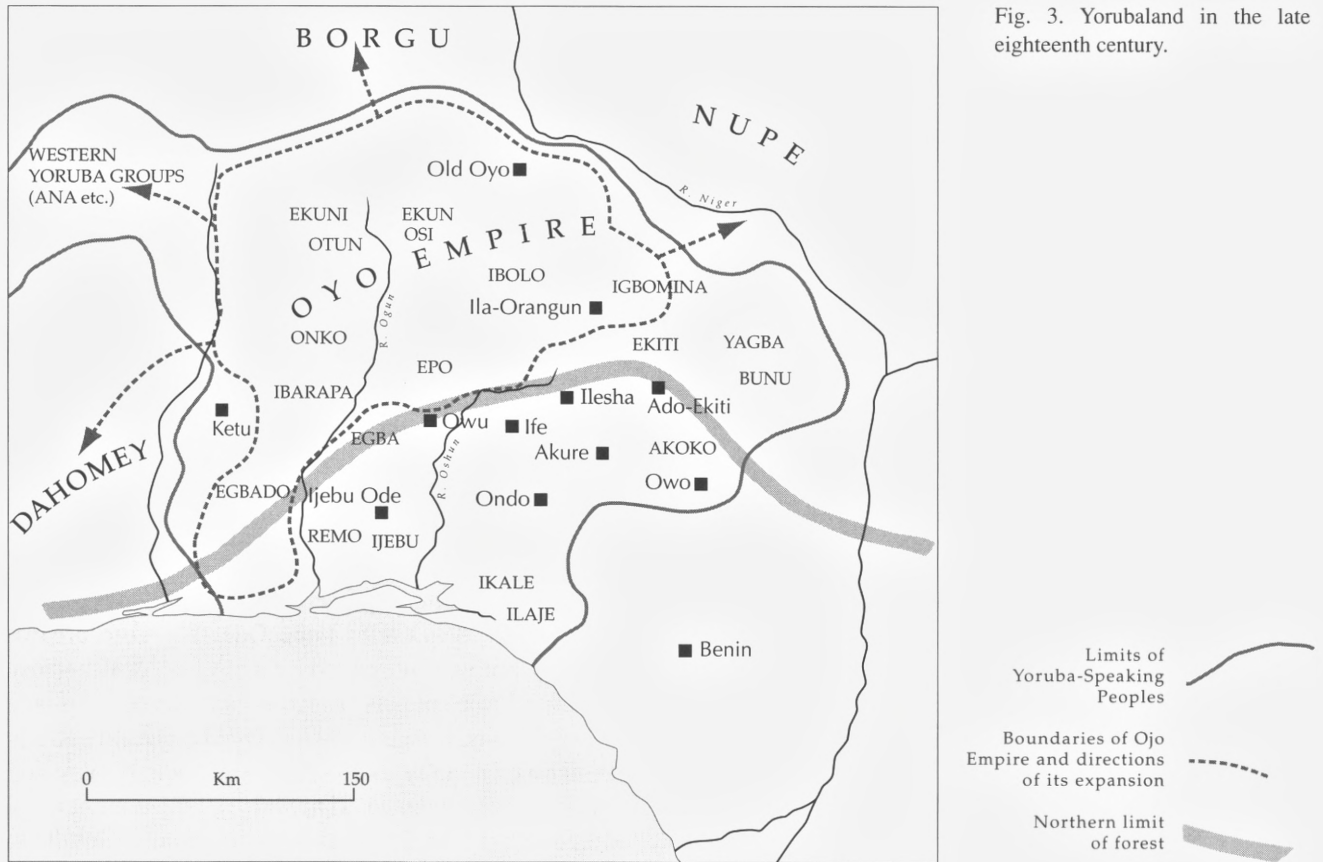 Fig. 3. Yorubaland in the late
eighteenth century.
BORGU
NUPE
WESTERN
YORUBA GROUPS
(ANA etc.)
Old Oyo
R. Niger
EKUNI
OTUN
EKUN
OSI
OYO EMPIRE
IBOLO
IGBOMINA
Ila-Orangun
R. Ogun
ONKO
EKITI
YAGBA
BUNU
EPO
IBARAPA
Ketu
Ilesha
Ado-Ekiti
Owu
Ife
EGBA
Akure
AKOKO
R. Oshun
DAHOMEY
EGBADO
Ijebu Ode
Ondo
Owo
REMO
IJEBU
IKALE
ILAJE
Benin
0 Km 150
Limits of
Yoruba-Speaking
Peoples
Boundaries of Ojo
Empire and directions
of its expansion
Northern limit
of forest